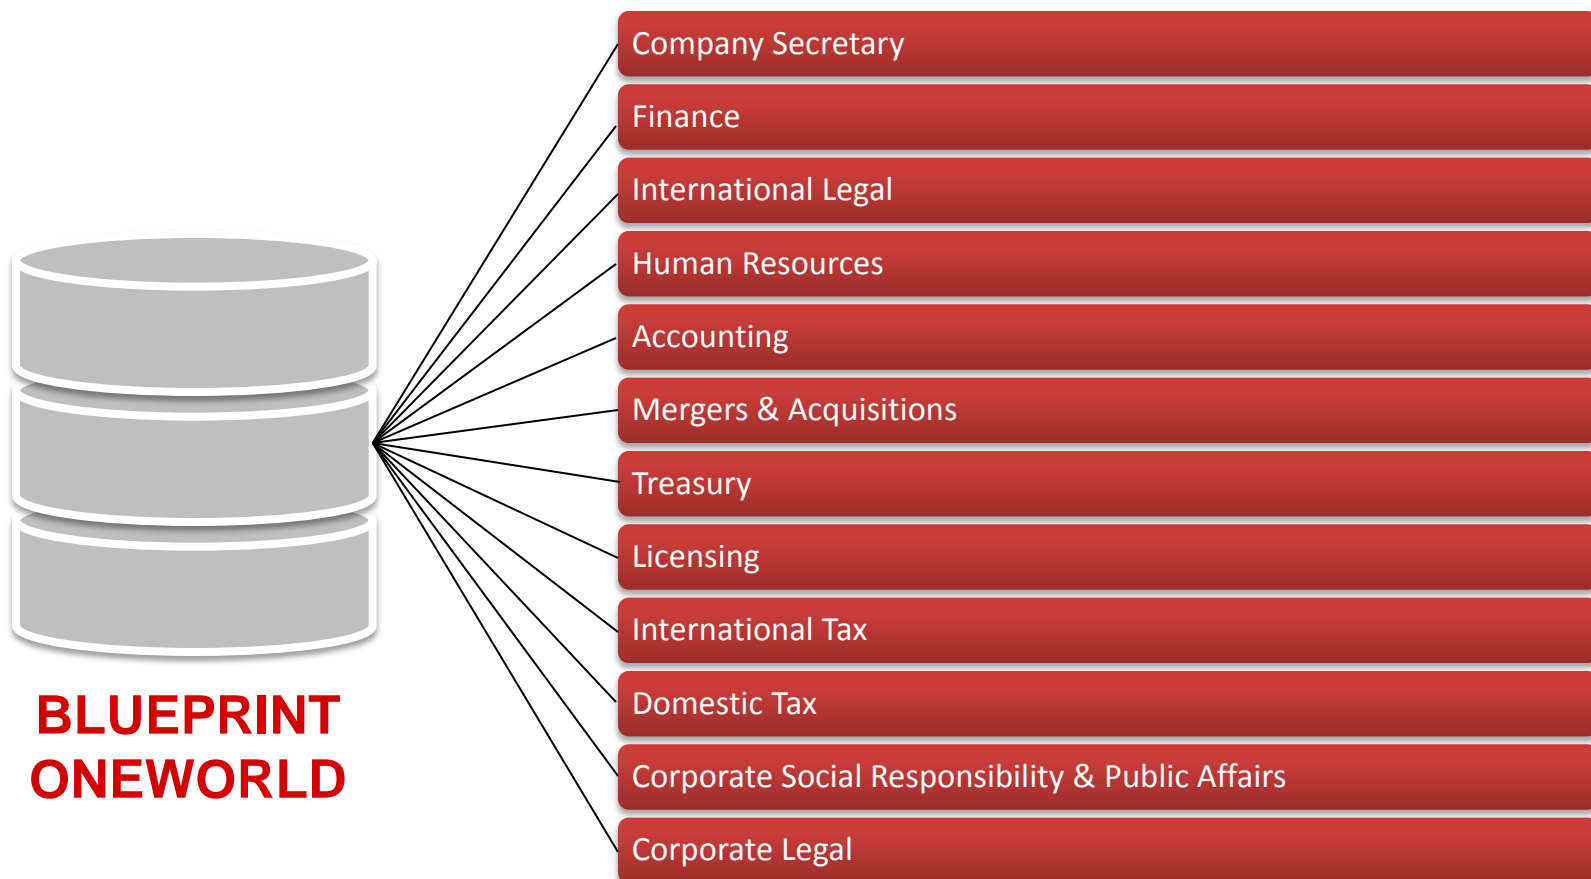 Company Secretary
Finance
International Legal
Human Resources
Accounting
Mergers & Acquisitions
Treasury
Licensing
International Tax
Domestic Tax
Corporate Social Responsibility & Public Affairs
Corporate Legal
BLUEPRINT
ONEWORLD